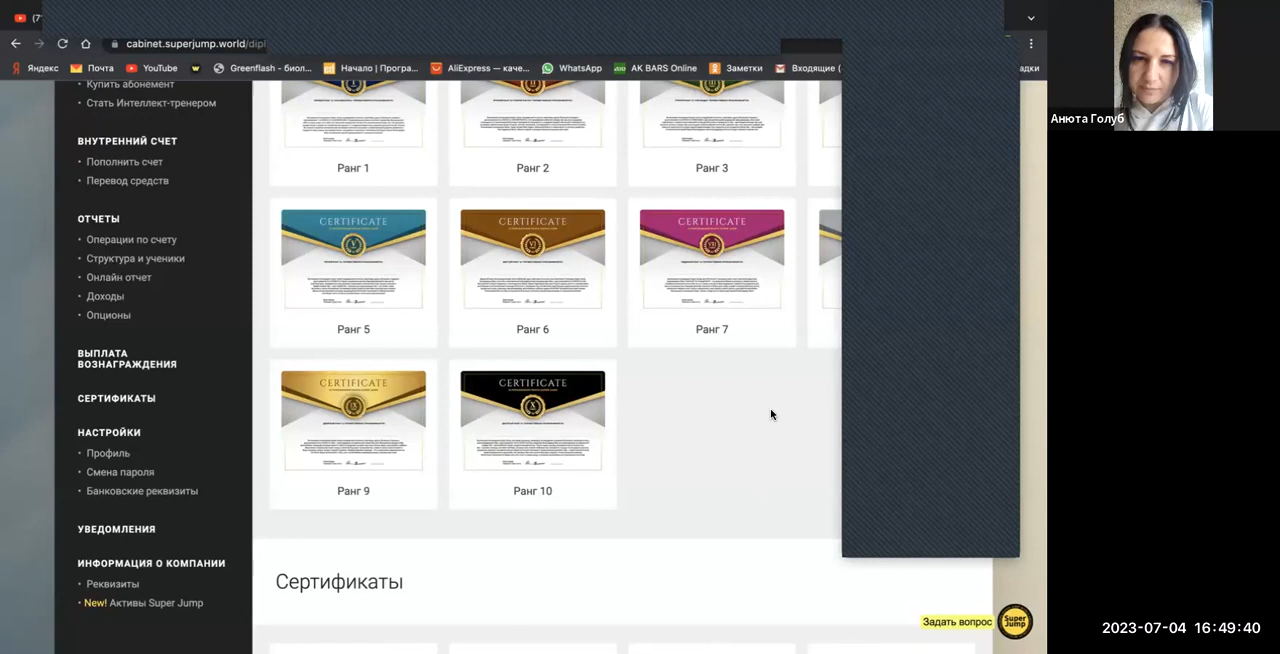 (7
cabinet.superjump.world/dipl
Яндекс
Почта
YouTube
Greenflash - биол...
Начало | Програ...
AliExpress — каче...
WhatsApp
AK BARS Online
Заметки
Входящие (
адки
Анюта Голуб
Купить абонемент
Стать Интеллект-тренером
ВНУТРЕННИЙ СЧЕТ
Пополнить счет
Перевод средств
ОТЧЕТЫ
Операции по счету
Структура и ученики
Онлайн отчет
Доходы
Опционы
ВЫПЛАТА
ВОЗНАГРАЖДЕНИЯ
СЕРТИФИКАТЫ
НАСТРОЙКИ
Профиль
Смена пароля
Банковские реквизиты
УВЕДОМЛЕНИЯ
ИНФОРМАЦИЯ О КОМПАНИИ
Реквизиты
New! Активы Super Jump
Ранг 1
Ранг 2
Ранг 3
CERTIFICATE
CERTIFICATE
CERTIFICATE
Ранг 5
Ранг 6
Ранг 7
CERTIFICATE
CERTIFICATE
Ранг 9
Ранг 10
Сертификаты
Задать вопрос
Super
Jump
2023-07-04 16:49:40